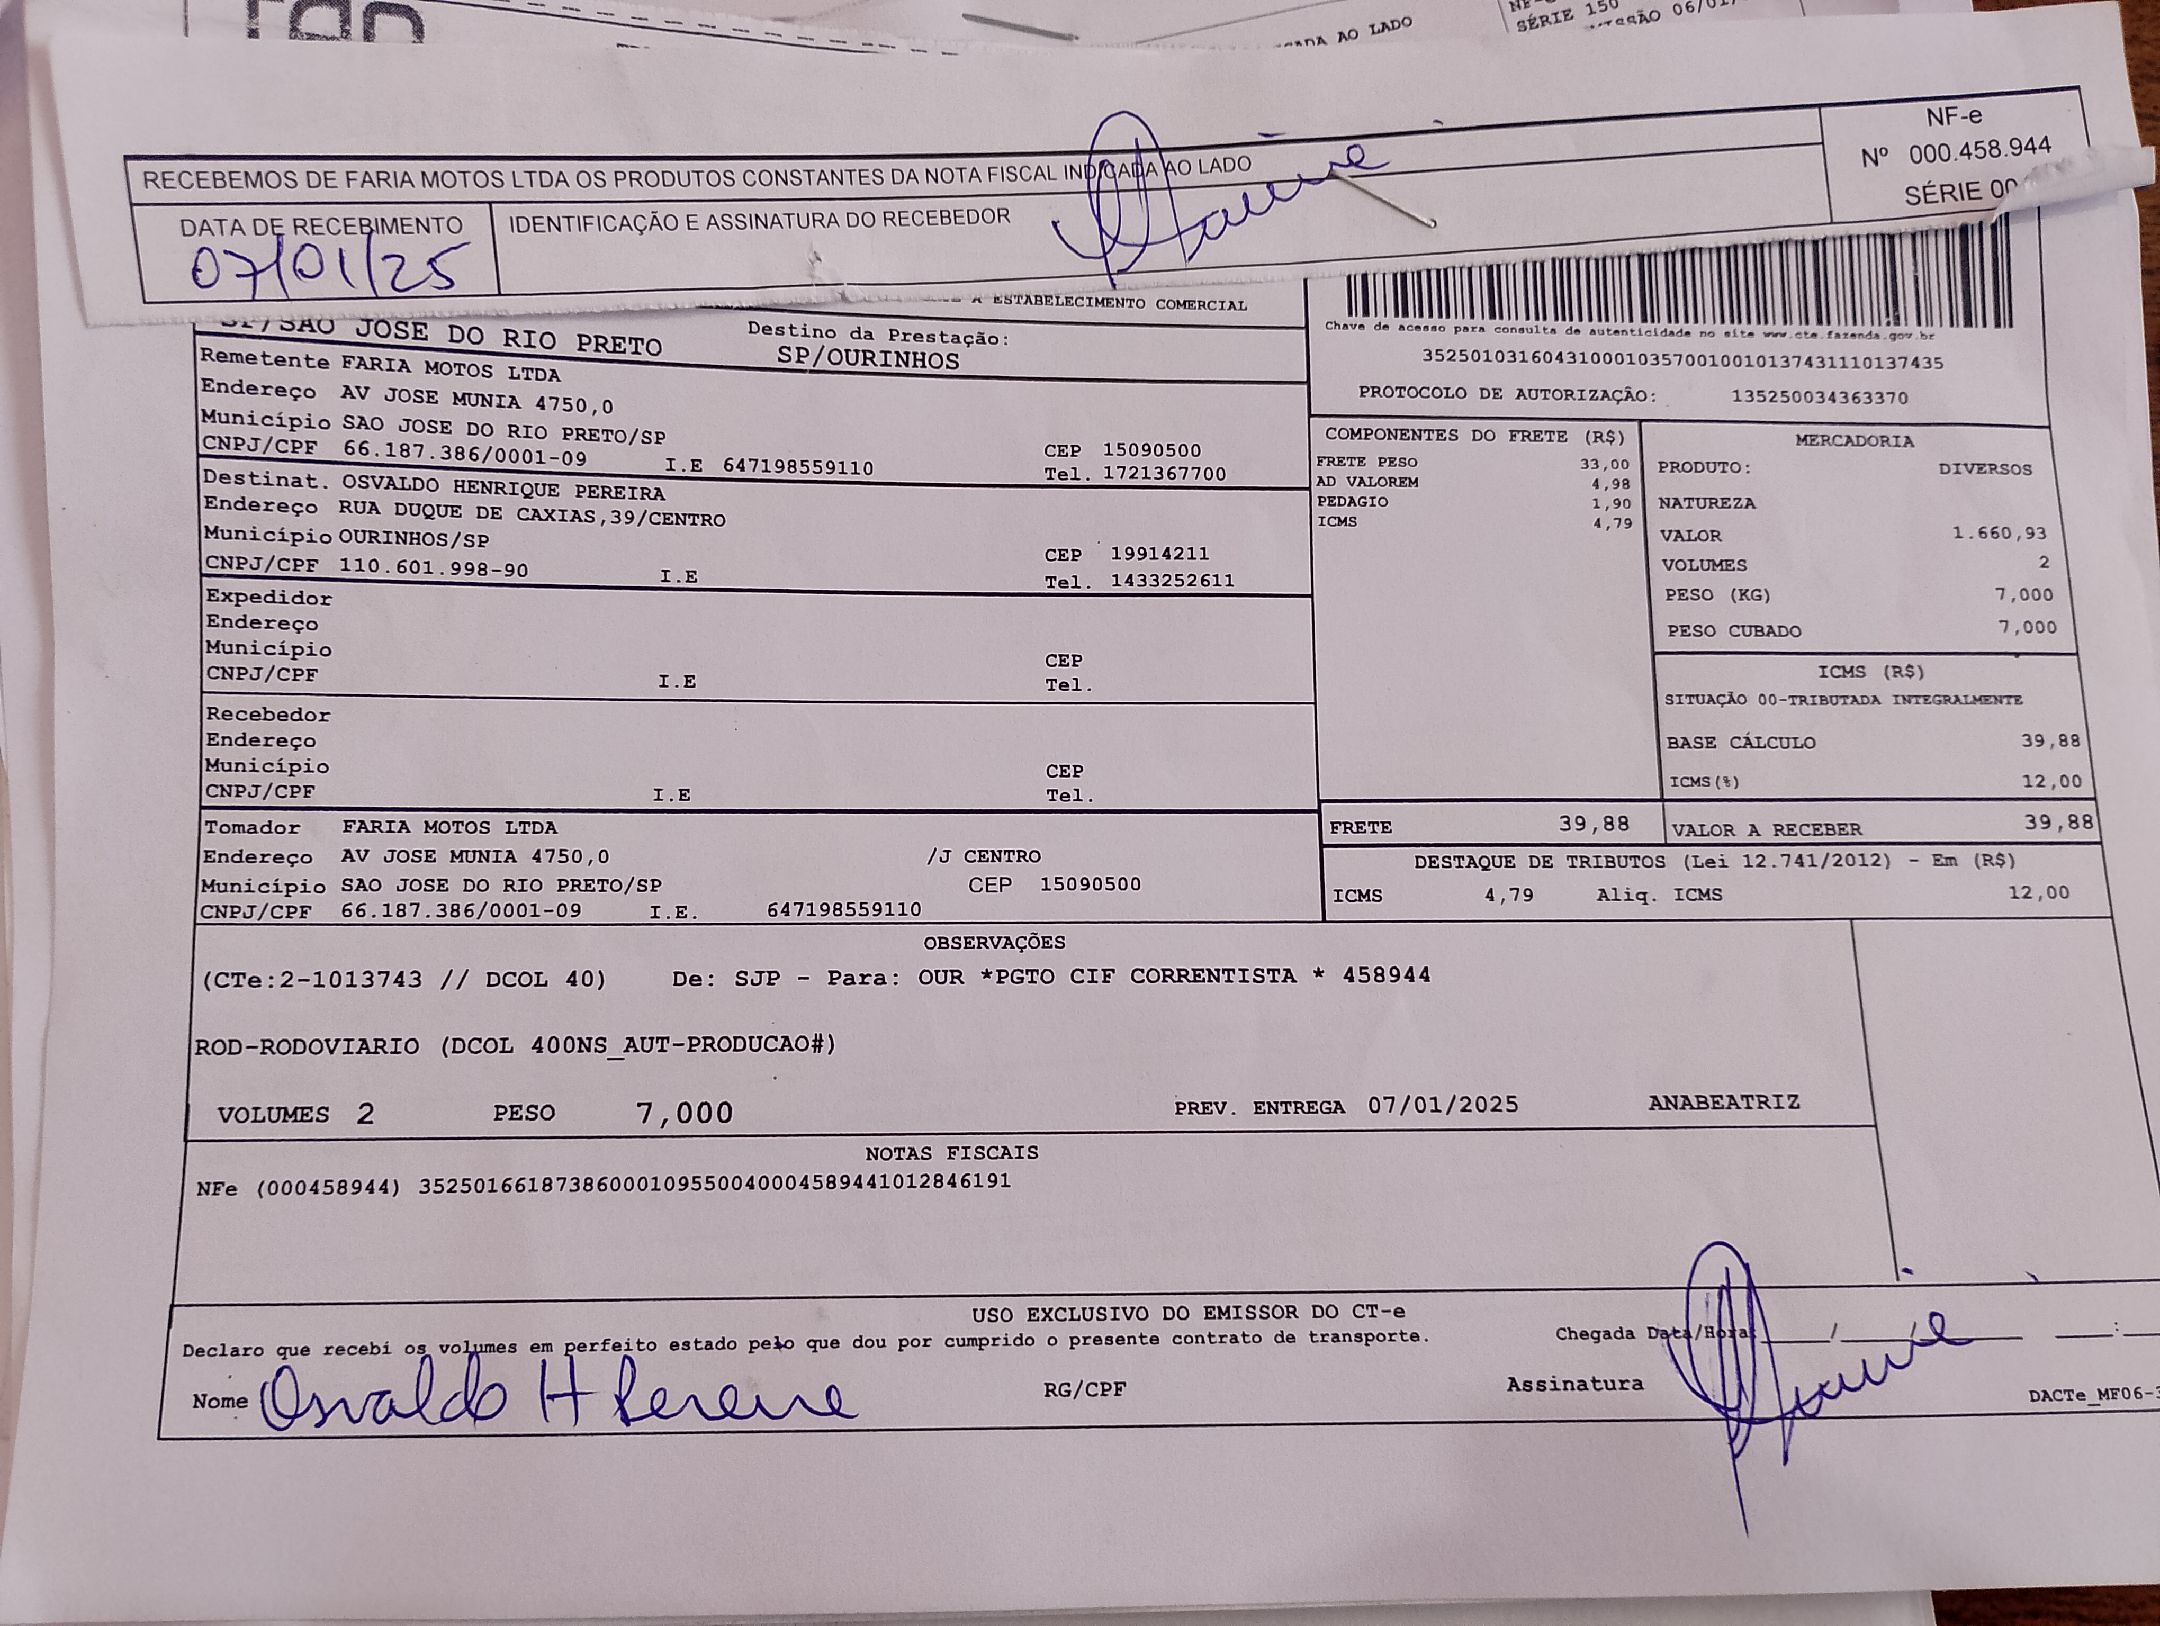 AO LADO
SÉRIE 150
RECEBEMOS DE FARIA MOTOS LTDA OS PRODUTOS CONSTANTES DA NOTA FISCAL INDICADA AO LADO
NF-e
Nº 000.458.944
SÉRIE
DATA DE RECEBIMENTO
07/01/25
IDENTIFICAÇÃO E ASSINATURA DO RECEBEDOR
A ESTABELECIMENTO COMERCIAL
SP/SAO JOSE DO RIO PRETO
Destino da Prestação:
SP/OURINHOS
Chave de acesso para consulta de autenticidade no site www.cte.fazenda.gov.br
35250103160431000103570010010137431110137435
PROTOCOLO DE AUTORIZAÇÃO: 135250034363370
Remetente FARIA MOTOS LTDA
Endereço AV JOSE MUNIA 4750,0
Município SAO JOSE DO RIO PRETO/SP CEP 15090500
CNPJ/CPF 66.187.386/0001-09 I.E 647198559110 Tel. 1721367700
Destinat. OSVALDO HENRIQUE PEREIRA
Endereço RUA DUQUE DE CAXIAS,39/CENTRO
Município OURINHOS/SP CEP 19914211
CNPJ/CPF 110.601.998-90 I.E Tel. 1433252611
Expedidor
Endereço
Município CEP
CNPJ/CPF I.E Tel.
Recebedor
Endereço
Município CEP
CNPJ/CPF I.E Tel.
Tomador FARIA MOTOS LTDA
Endereço AV JOSE MUNIA 4750,0 /J CENTRO
Município SAO JOSE DO RIO PRETO/SP CEP 15090500
CNPJ/CPF 66.187.386/0001-09 I.E. 647198559110
COMPONENTES DO FRETE (R$)
FRETE PESO 33,00
AD VALOREM 4,98
PEDAGIO 1,90
ICMS 4,79
MERCADORIA
PRODUTO: DIVERSOS
NATUREZA
VALOR 1.660,93
VOLUMES 2
PESO (KG) 7,000
PESO CUBADO 7,000
ICMS (R$)
SITUAÇÃO 00-TRIBUTADA INTEGRALMENTE
BASE CÁLCULO 39,88
ICMS(%) 12,00
FRETE 39,88 VALOR A RECEBER 39,88
DESTAQUE DE TRIBUTOS (Lei 12.741/2012) - Em (R$)
ICMS 4,79 Aliq. ICMS 12,00
OBSERVAÇÕES
(CTe:2-1013743 // DCOL 40) De: SJP - Para: OUR *PGTO CIF CORRENTISTA * 458944
ROD-RODOVIARIO (DCOL 400NS_AUT-PRODUCAO#)
VOLUMES 2 PESO 7,000 PREV. ENTREGA 07/01/2025 ANABEATRIZ
NOTAS FISCAIS
NFe (000458944) 35250166187386000109550040004589441012846191
USO EXCLUSIVO DO EMISSOR DO CT-e
Declaro que recebi os volumes em perfeito estado pelo que dou por cumprido o presente contrato de transporte. Chegada Data/Hora: ___/___/___ ___:___
Nome Osvaldo H Pereira RG/CPF Assinatura